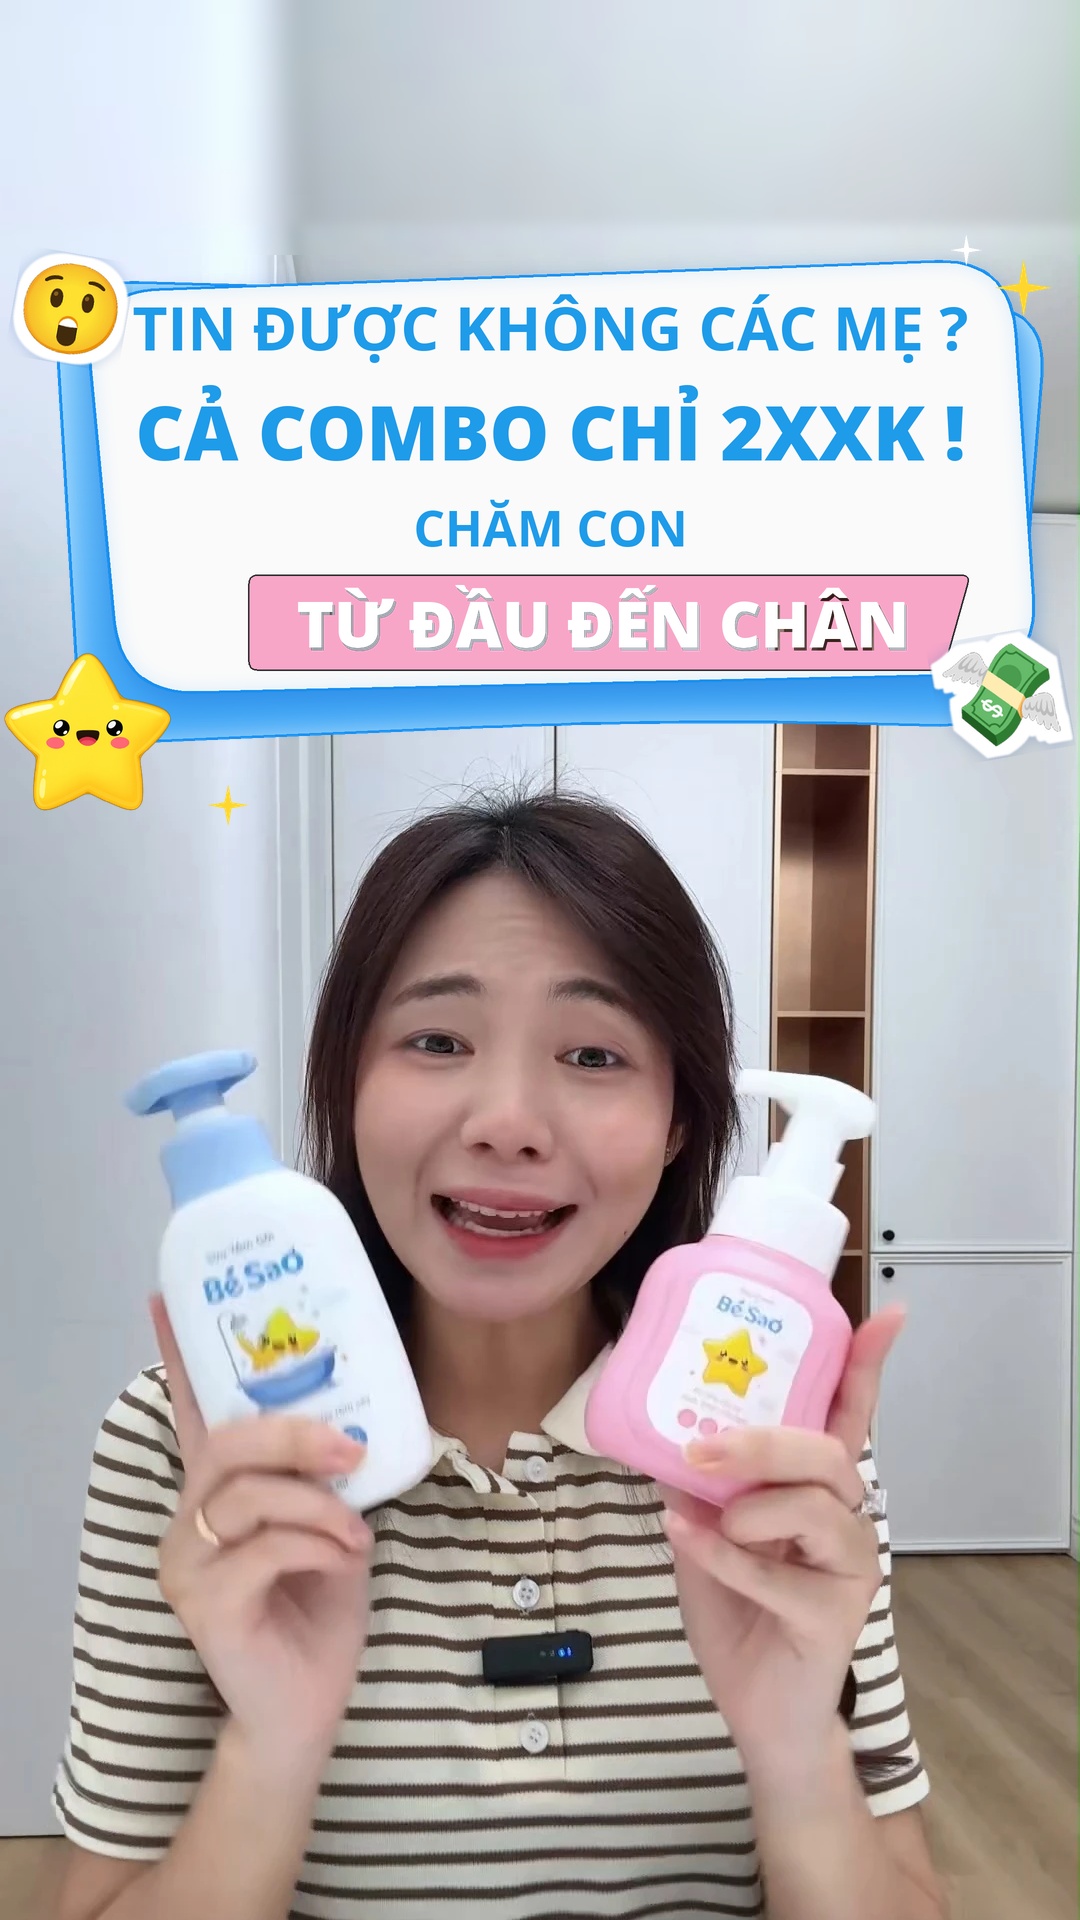 TIN ĐƯỢC KHÔNG CÁC MẸ ?
CẢ COMBO CHỈ 2XXK !
CHĂM CON
TỪ ĐẦU ĐẾN CHÂN
Bé Sao
Bé Sao